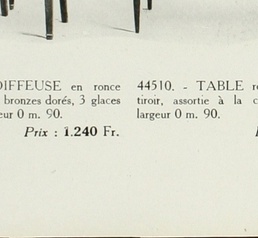 OIFFEUSE en ronce
bronzes dorés, 3 glaces
eur 0 m. 90.
Prix : 1.240 Fr.
44510. - TABLE r
tiroir, assortie à la c
largeur 0 m. 90.